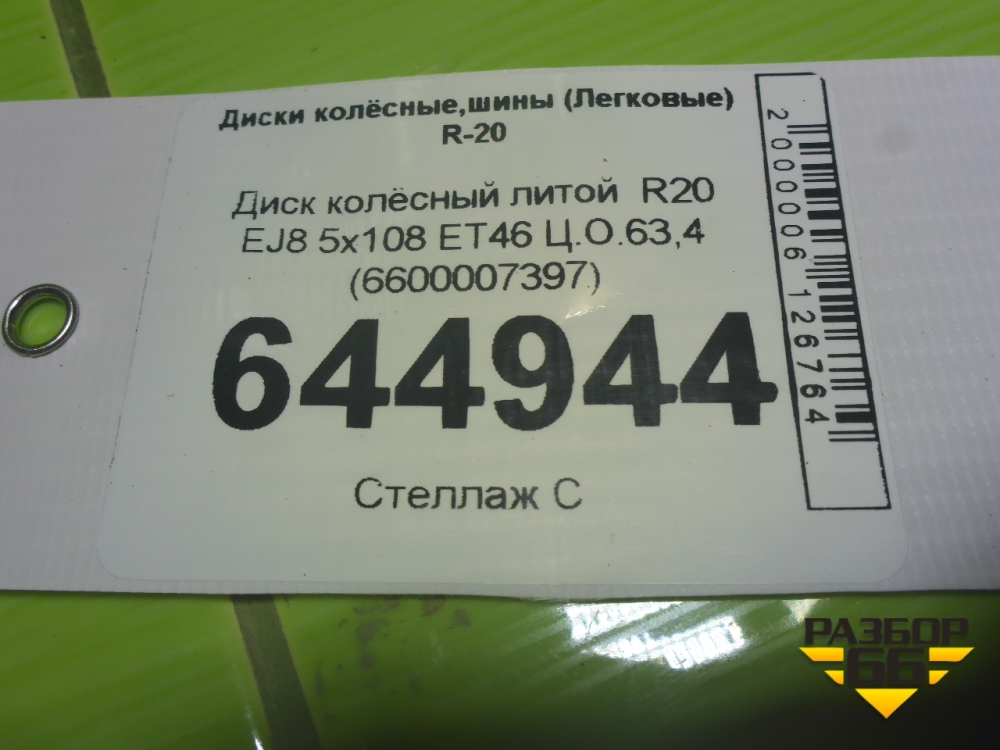 Диски колёсные,шины (Легковые)
R-20
Диск колёсный литой R20
EJ8 5x108 ET46 Ц.О.63,4
(6600007397)
644944
Стеллаж С
2000006126764
РАЗБОР
66